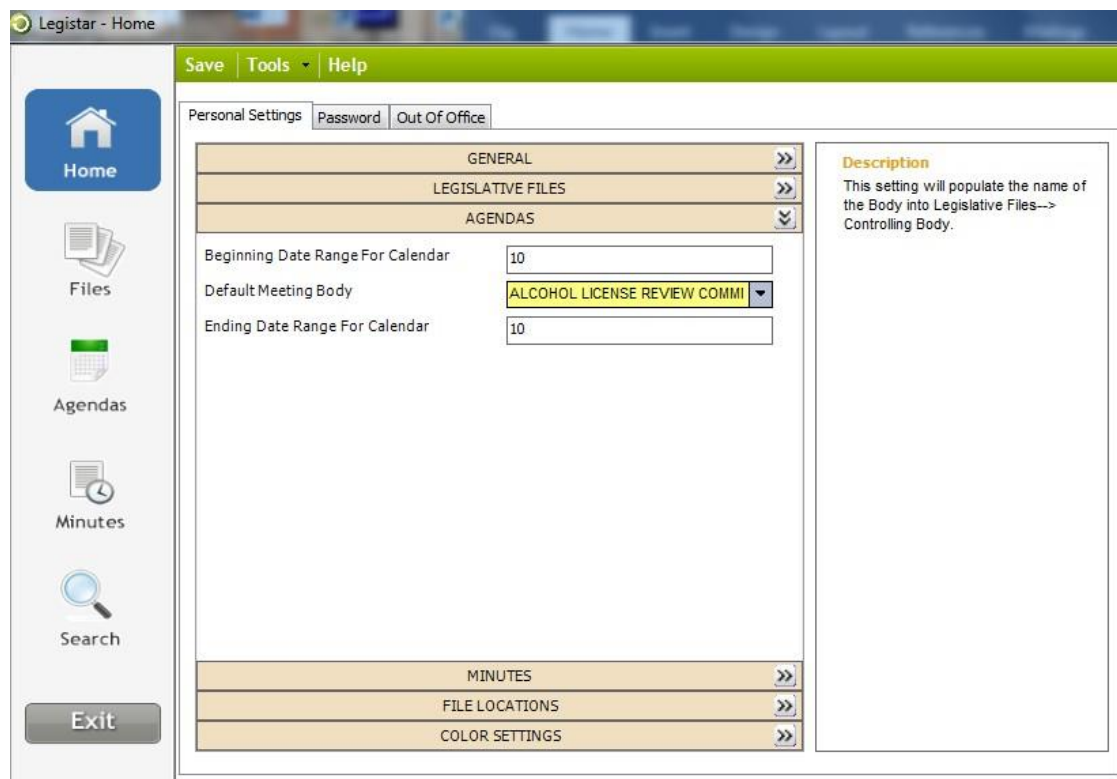 Legistar - Home
Save Tools Help
Personal Settings Password Out Of Office
Home
Files
Agendas
Minutes
Search
Exit
GENERAL
LEGISLATIVE FILES
AGENDAS
Beginning Date Range For Calendar 10
Default Meeting Body ALCOHOL LICENSE REVIEW COMMI
Ending Date Range For Calendar 10
MINUTES
FILE LOCATIONS
COLOR SETTINGS
Description
This setting will populate the name of
the Body into Legislative Files-->
Controlling Body.